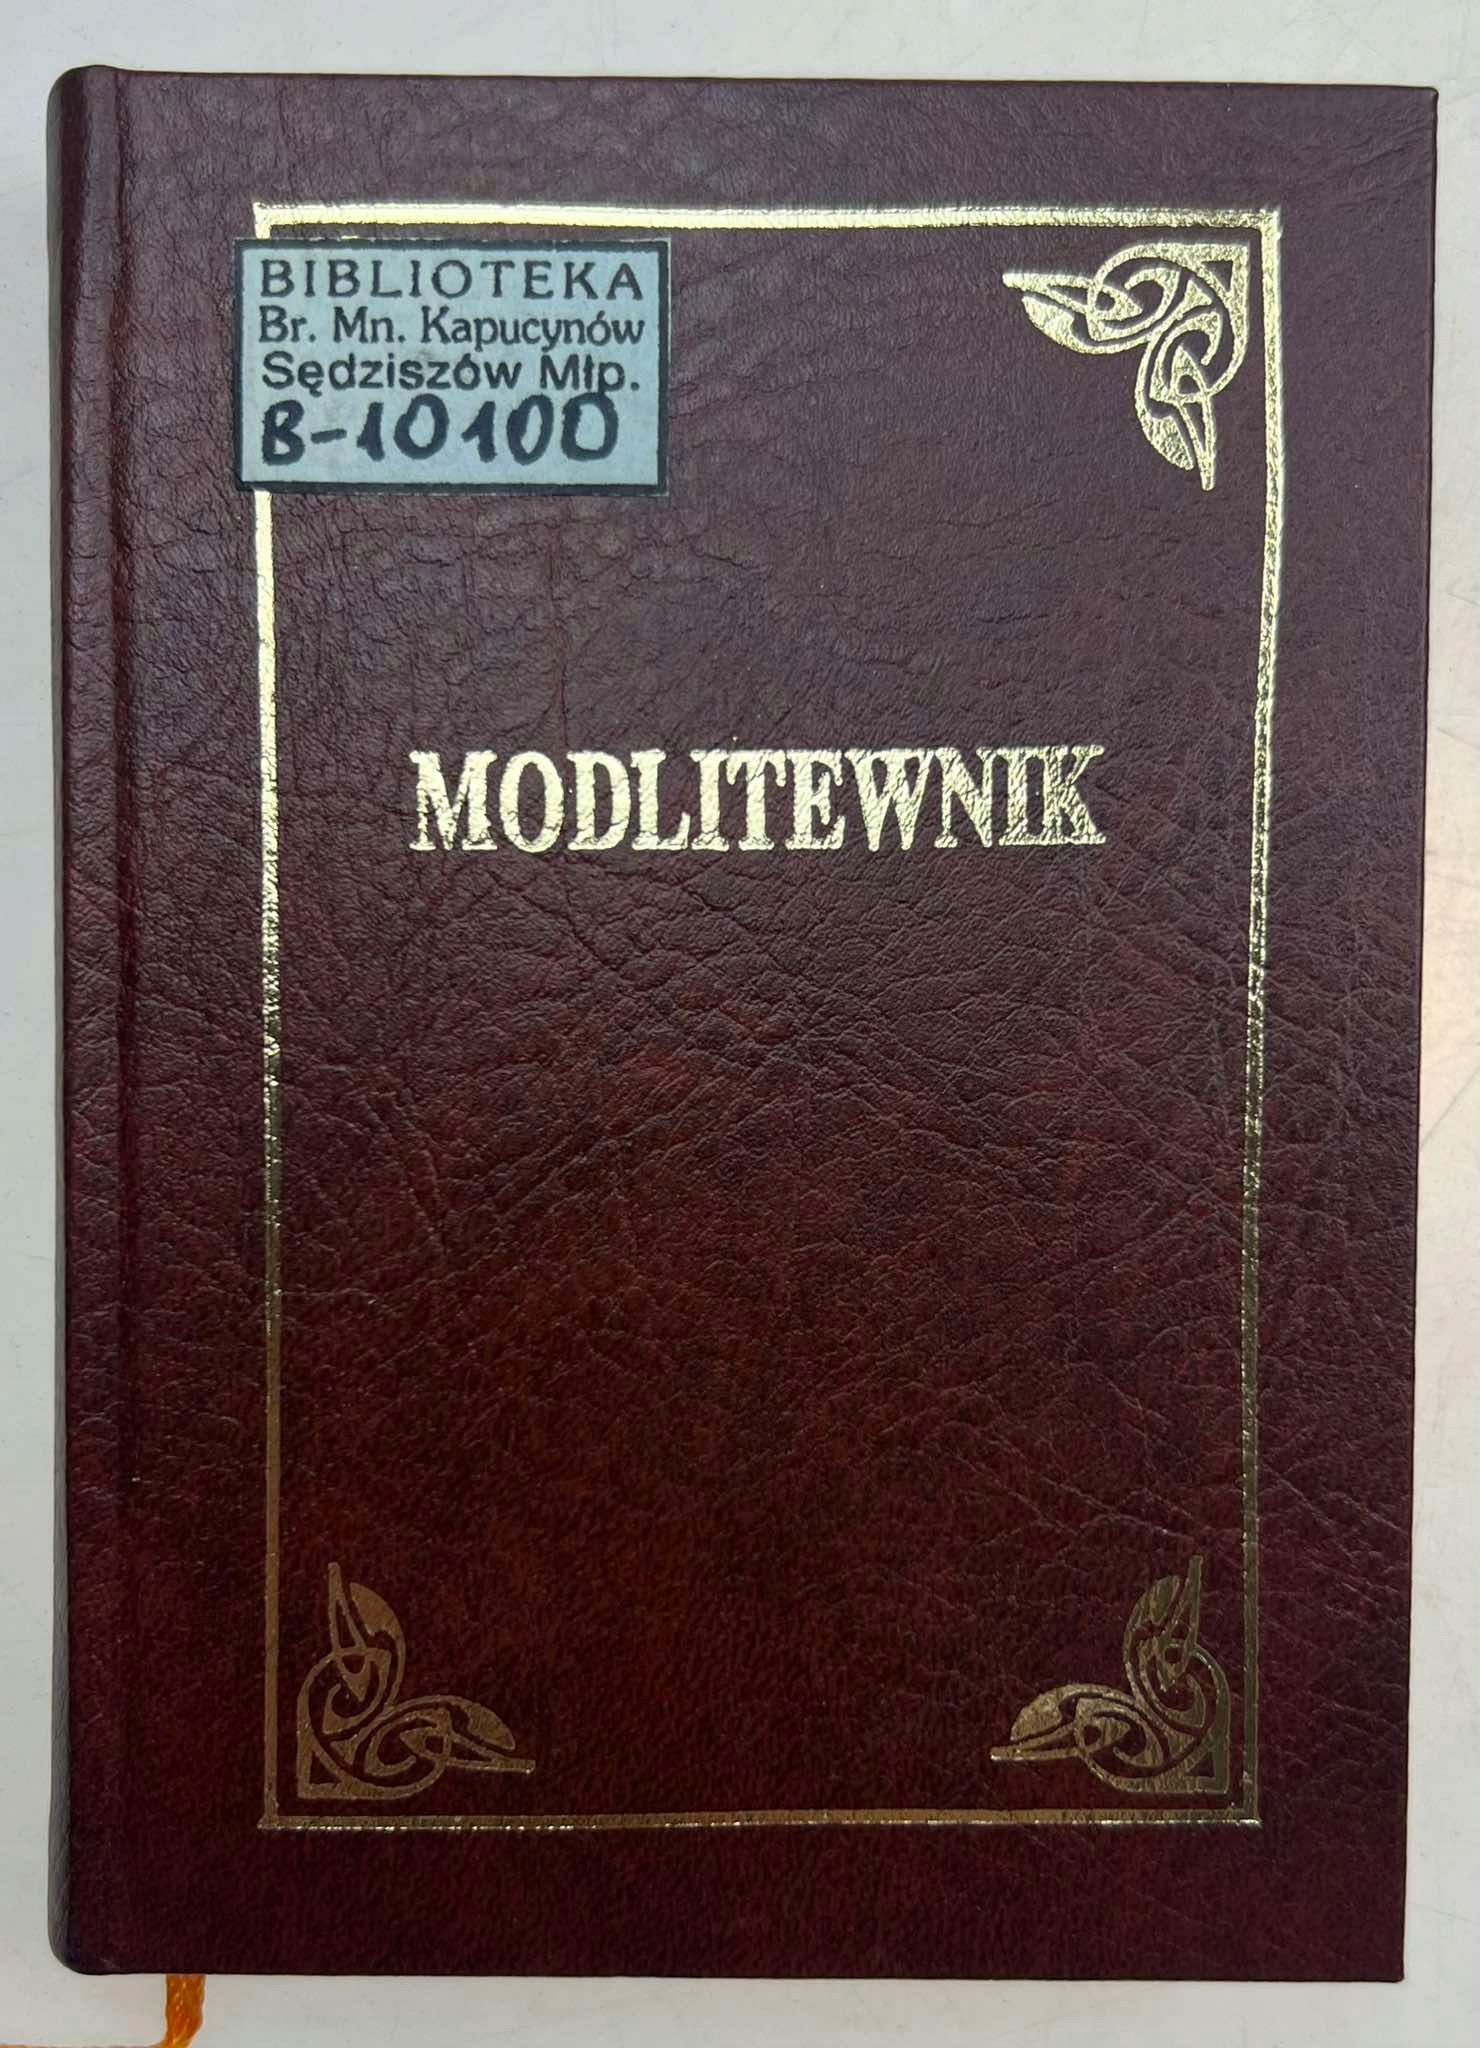 BIBLIOTEKA
Br. Mn. Kapucynów
Sędziszów Młp.
B-10100
MODLITEWNIK